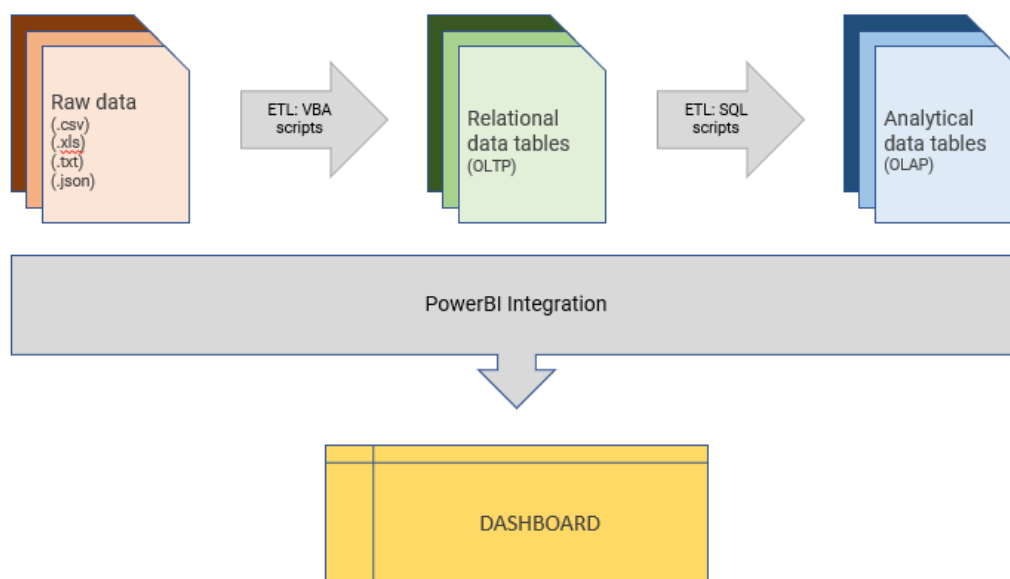 Raw data
(.csv)
(.xls)
(.txt)
(.json)
ETL: VBA
scripts
Relational
data tables
(OLTP)
ETL: SQL
scripts
Analytical
data tables
(OLAP)
PowerBI Integration
DASHBOARD